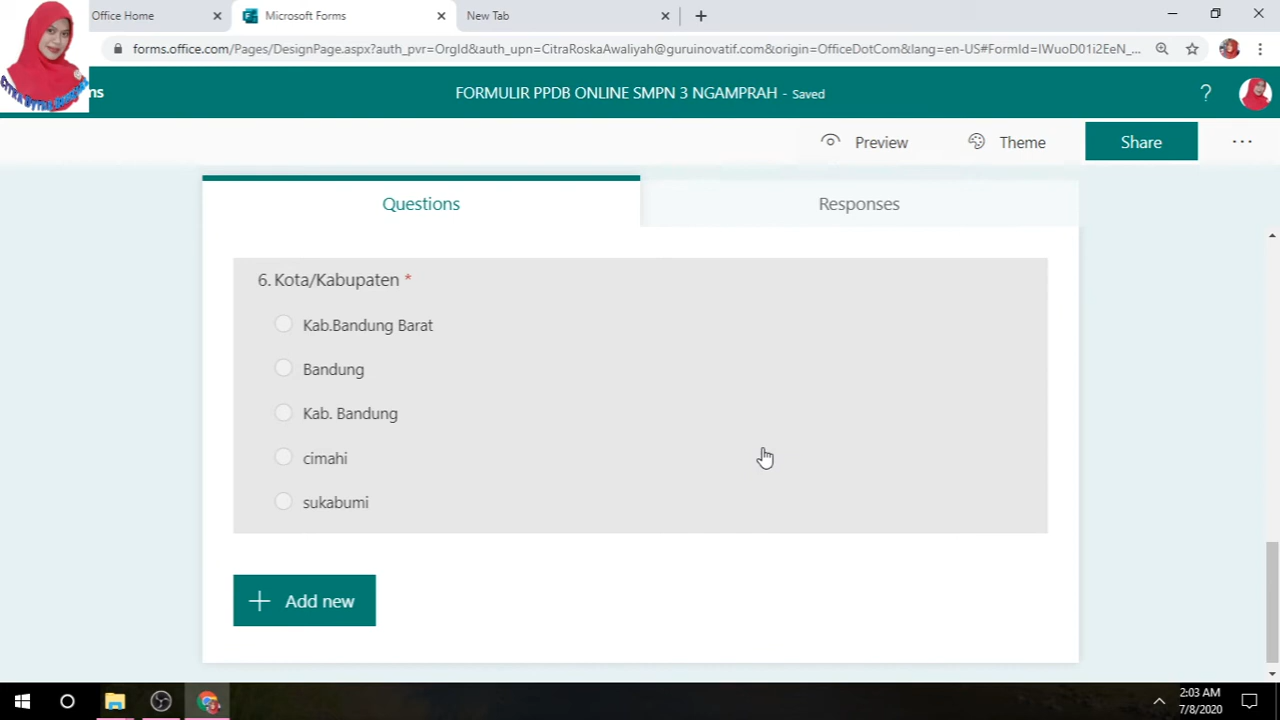 Office Home
Microsoft Forms
New Tab
forms.office.com/Pages/DesignPage.aspx?auth_pvr=OrgId&auth_upn=CitraRoskaAwaliyah@guruinovatif.com&origin=OfficeDotCom&lang=en-US#FormId=IWuoD01i2EeN_...
ns
FORMULIR PPDB ONLINE SMPN 3 NGAMPRAH - Saved
?
Preview
Theme
Share
...
Questions
Responses
6. Kota/Kabupaten *
Kab.Bandung Barat
Bandung
Kab. Bandung
cimahi
sukabumi
+ Add new
2:03 AM
7/8/2020